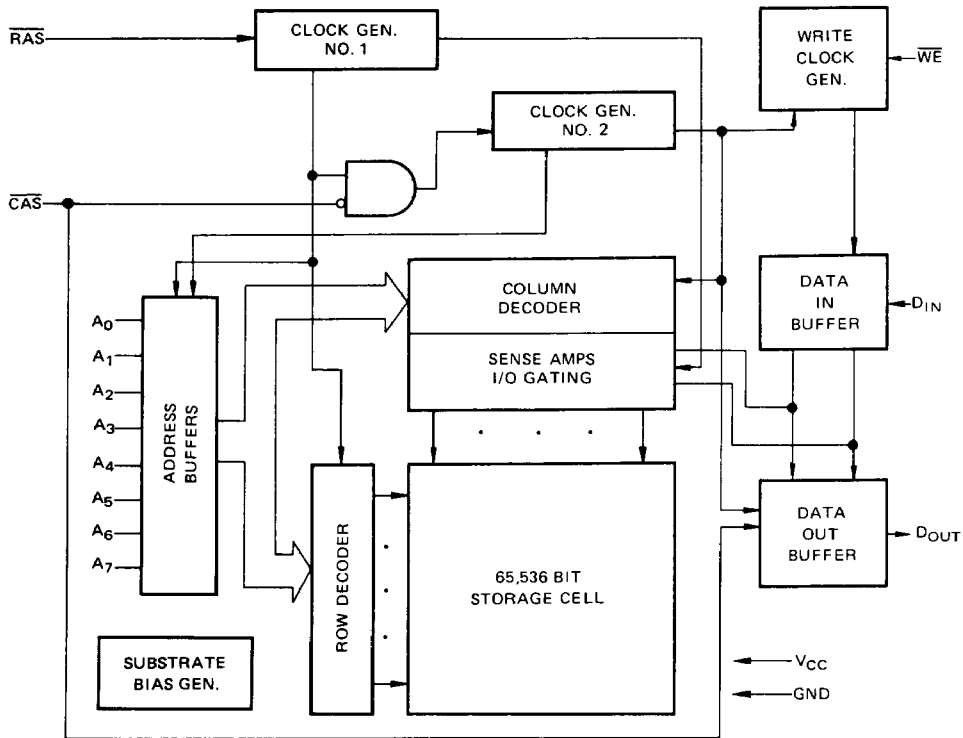 RAS
CLOCK GEN.
NO. 1
WRITE
CLOCK
GEN.
WE
CLOCK GEN.
NO. 2
CAS
COLUMN
DECODER
DATA
IN
BUFFER
DIN
SENSE AMPS
I/O GATING
A0
A1
A2
A3
A4
A5
A6
A7
ADDRESS
BUFFERS
ROW DECODER
65,536 BIT
STORAGE CELL
DATA
OUT
BUFFER
DOUT
SUBSTRATE
BIAS GEN.
VCC
GND